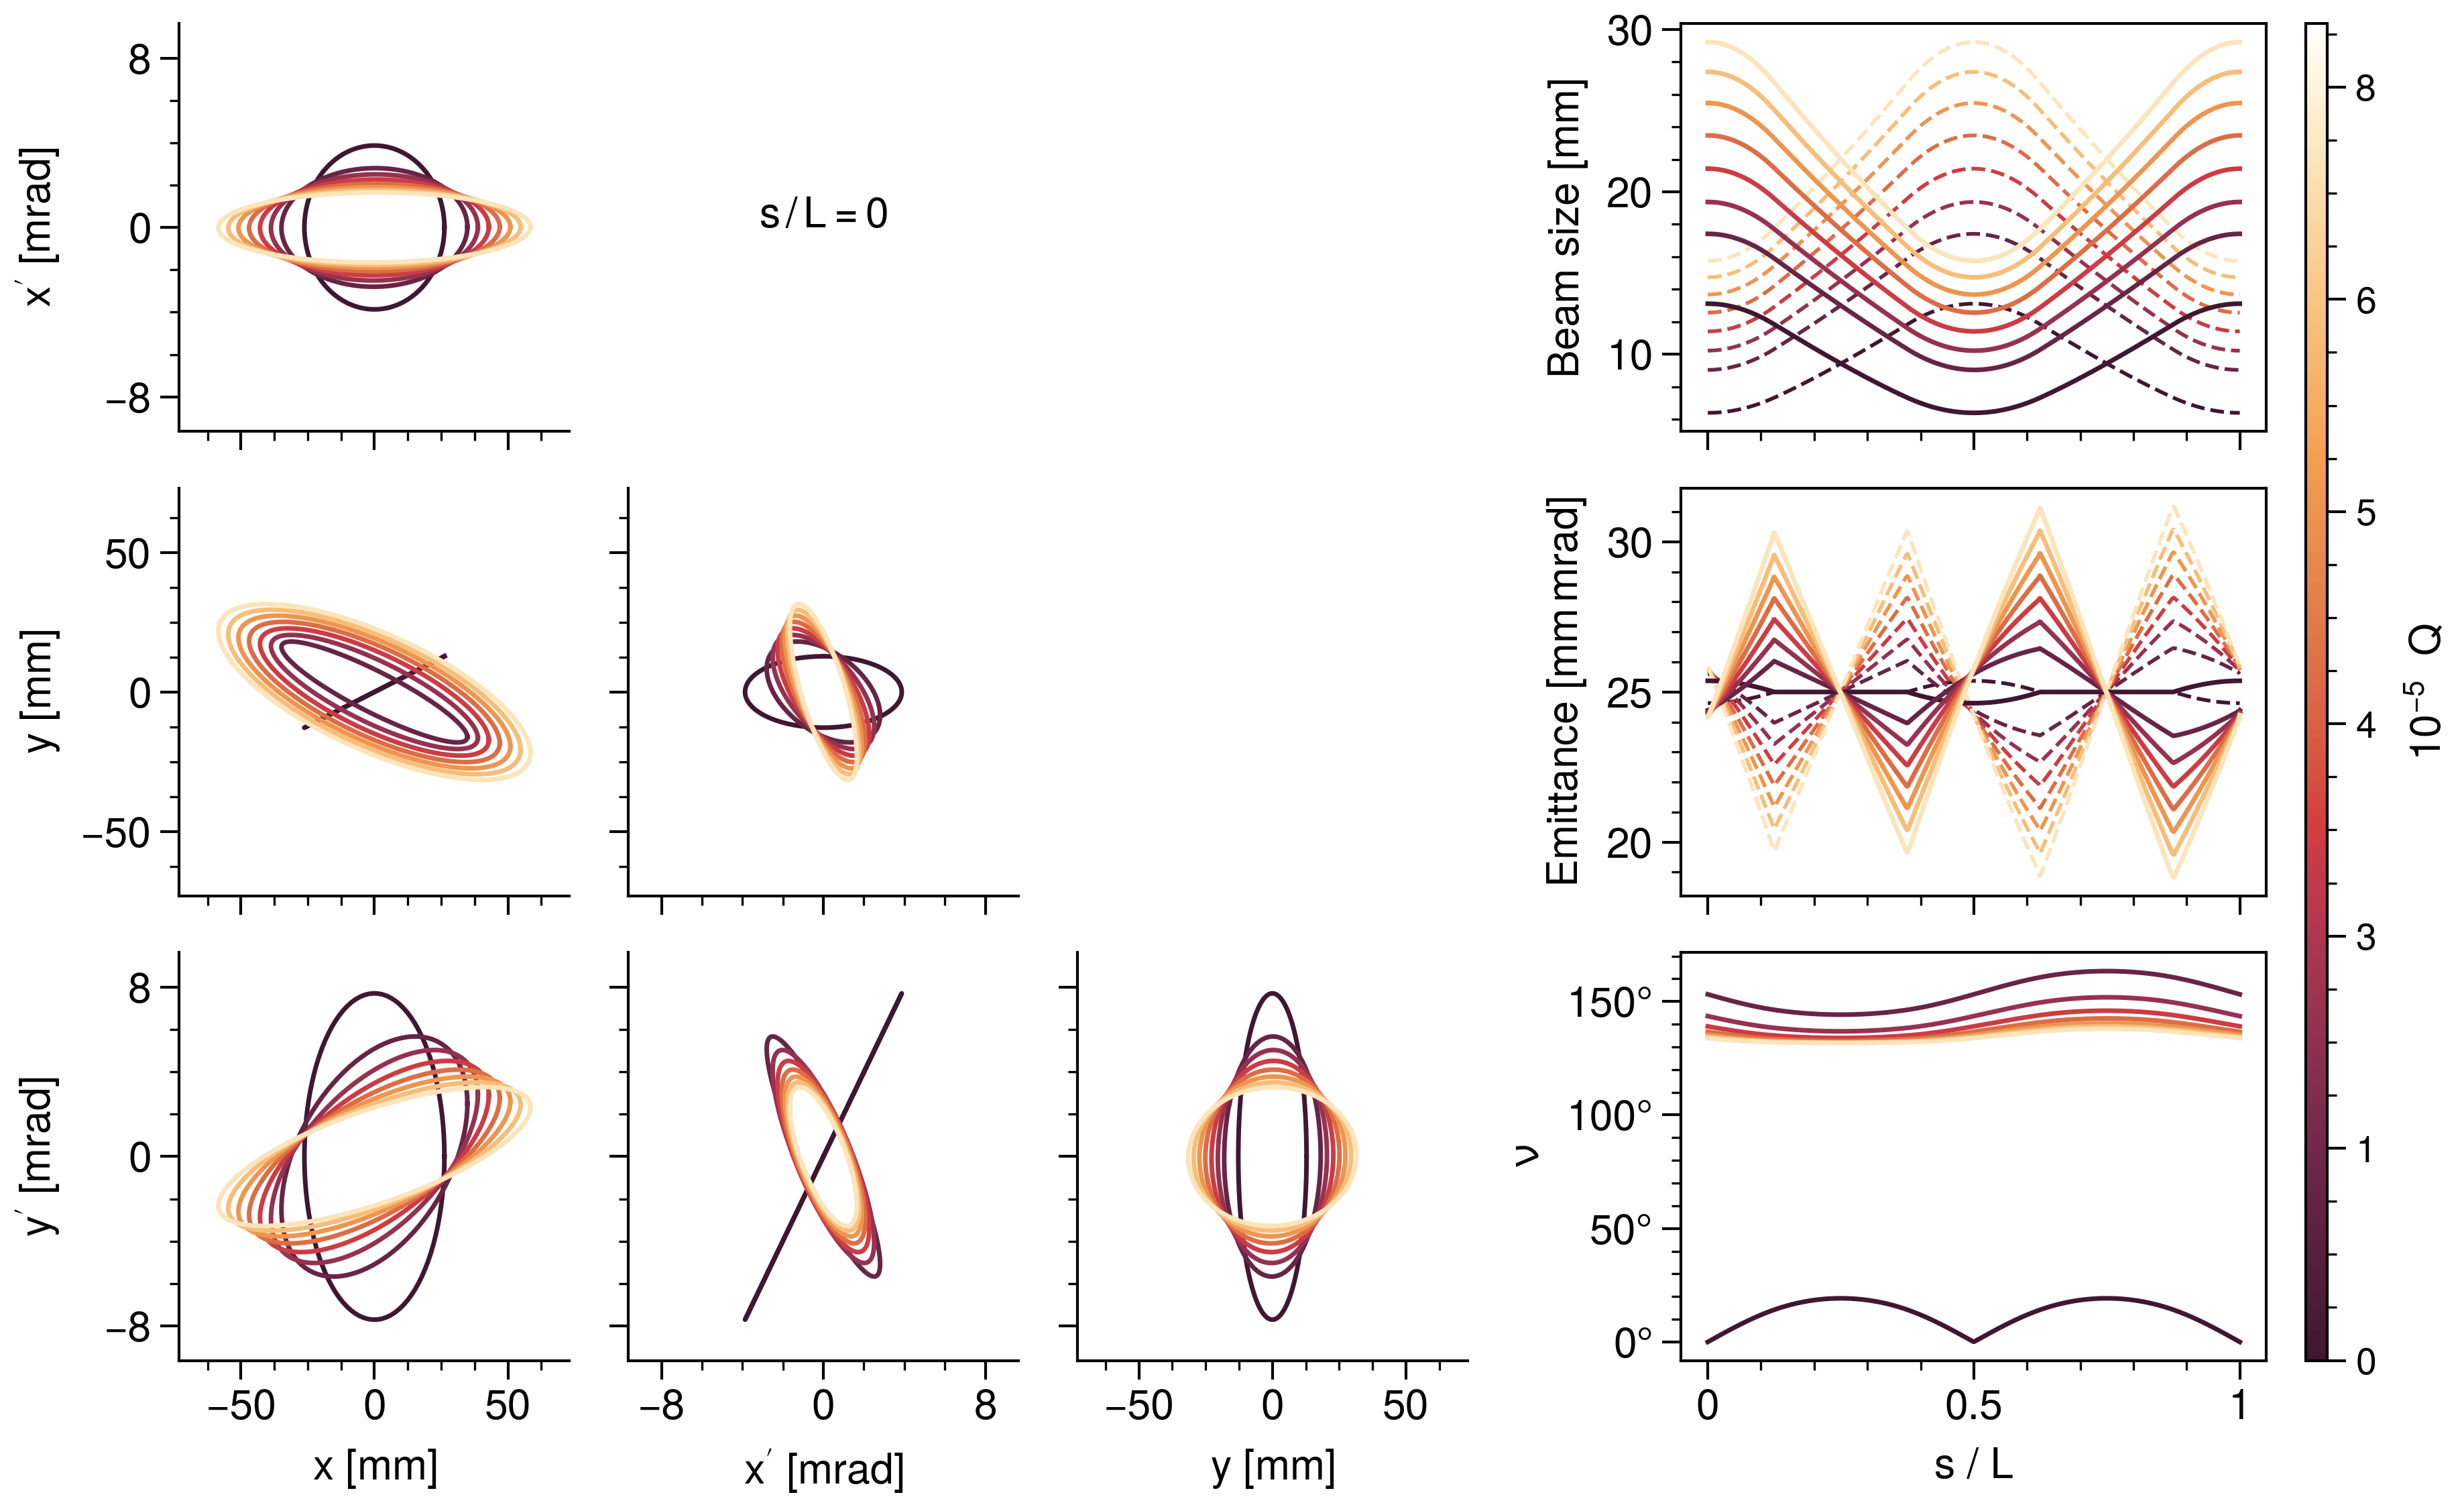 8
0
−8
x′ [mrad]
s / L = 0
30
20
10
Beam size [mm]
50
0
−50
y [mm]
30
25
20
Emittance [mm mrad]
8
0
−8
y′ [mrad]
−50 0 50
x [mm]
−8 0 8
x′ [mrad]
−50 0 50
y [mm]
150°
100°
50°
0°
ν
0 0.5 1
s / L
8
6
5
4
3
1
0
10⁻⁵ Q